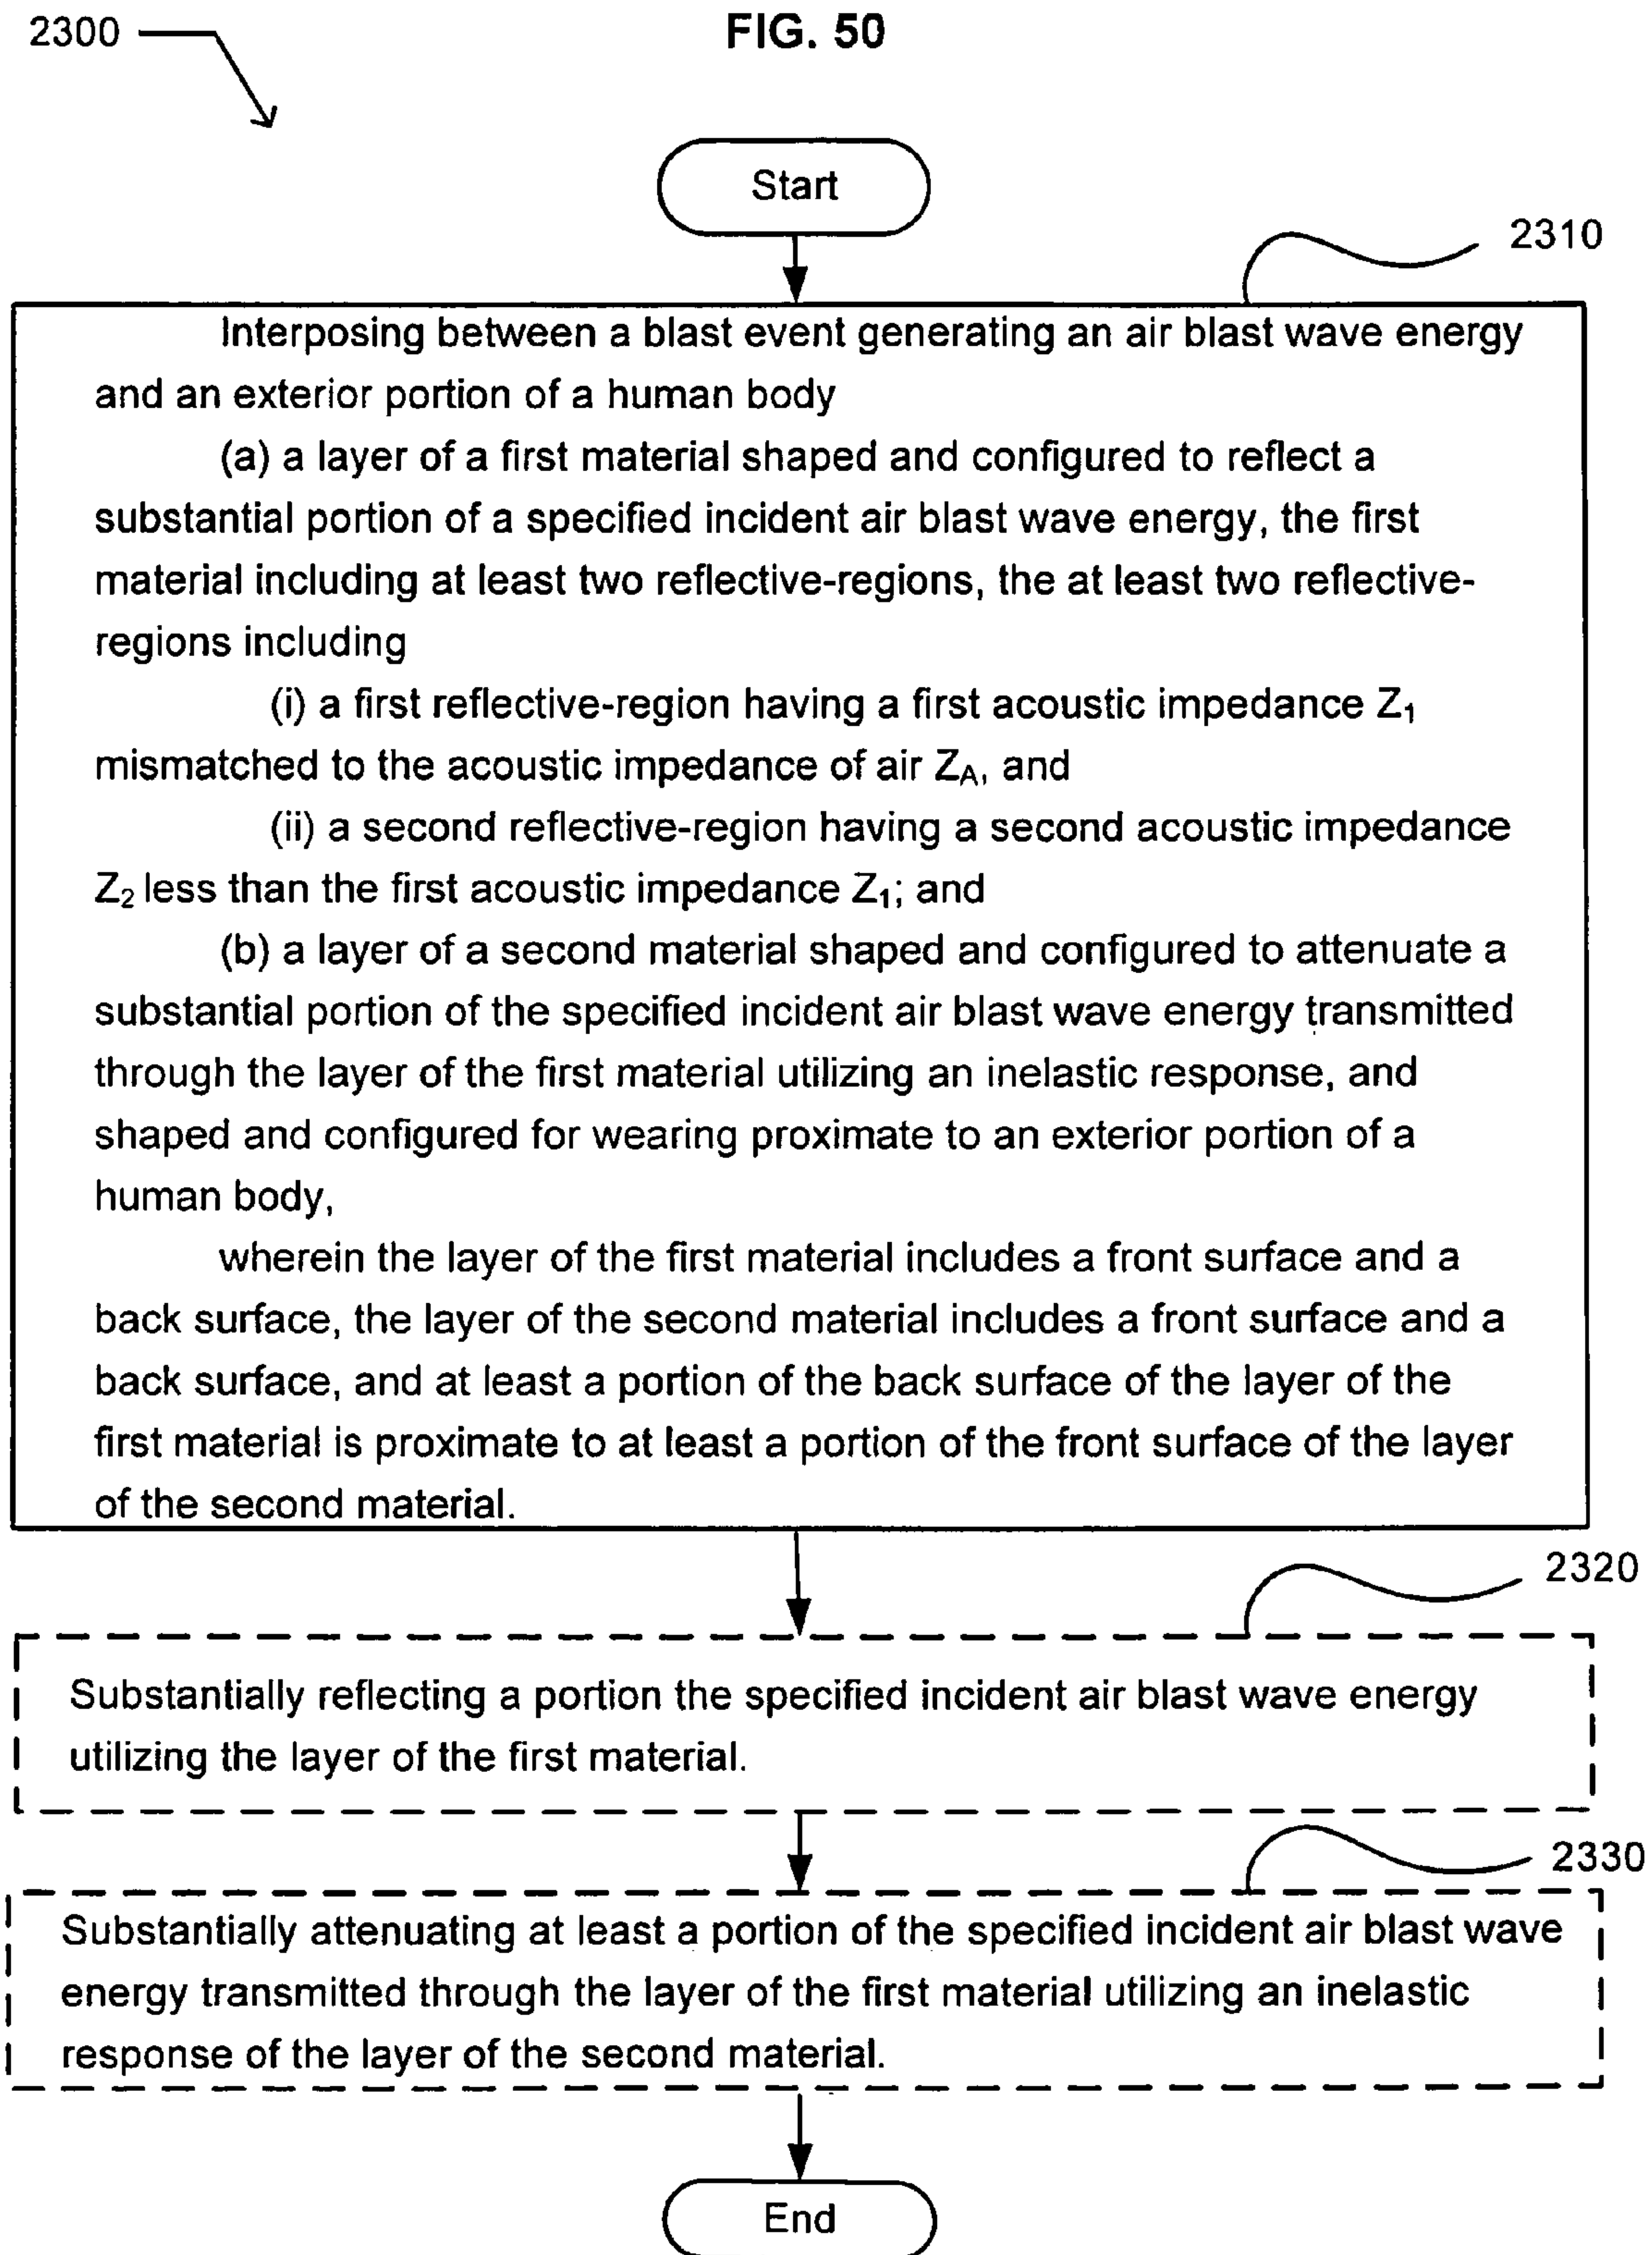 2300
FIG. 50
Start
2310
Interposing between a blast event generating an air blast wave energy
and an exterior portion of a human body
(a) a layer of a first material shaped and configured to reflect a
substantial portion of a specified incident air blast wave energy, the first
material including at least two reflective-regions, the at least two reflective-
regions including
(i) a first reflective-region having a first acoustic impedance Z₁
mismatched to the acoustic impedance of air Z_A, and
(ii) a second reflective-region having a second acoustic impedance
Z₂ less than the first acoustic impedance Z₁; and
(b) a layer of a second material shaped and configured to attenuate a
substantial portion of the specified incident air blast wave energy transmitted
through the layer of the first material utilizing an inelastic response, and
shaped and configured for wearing proximate to an exterior portion of a
human body,
wherein the layer of the first material includes a front surface and a
back surface, the layer of the second material includes a front surface and a
back surface, and at least a portion of the back surface of the layer of the
first material is proximate to at least a portion of the front surface of the layer
of the second material.
2320
Substantially reflecting a portion the specified incident air blast wave energy
utilizing the layer of the first material.
2330
Substantially attenuating at least a portion of the specified incident air blast wave
energy transmitted through the layer of the first material utilizing an inelastic
response of the layer of the second material.
End